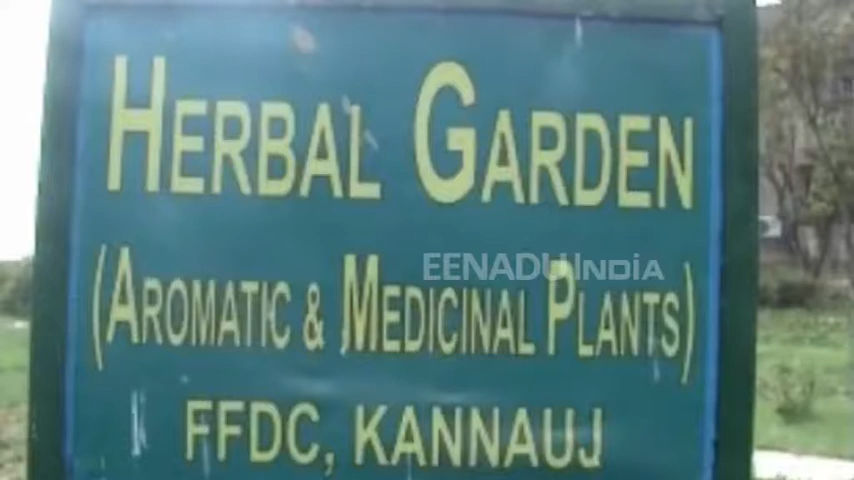 HERBAL GARDEN
EENADU INDIA
(AROMATIC & MEDICINAL PLANTS)
FFDC, KANNAUJ